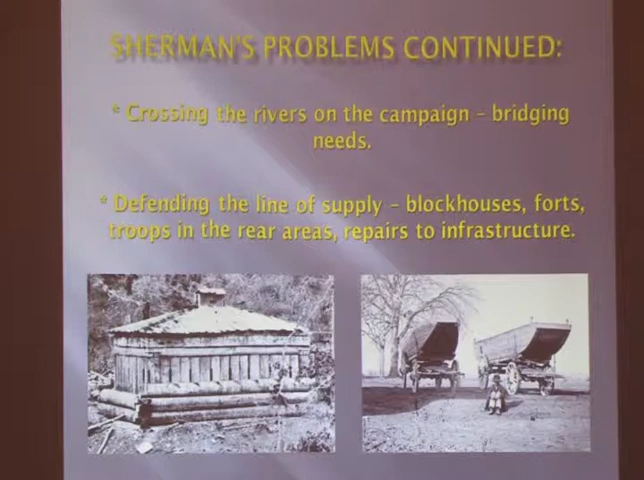 SHERMAN'S PROBLEMS CONTINUED:
* Crossing the rivers on the campaign – bridging
needs.
* Defending the line of supply – blockhouses, forts,
troops in the rear areas, repairs to infrastructure.